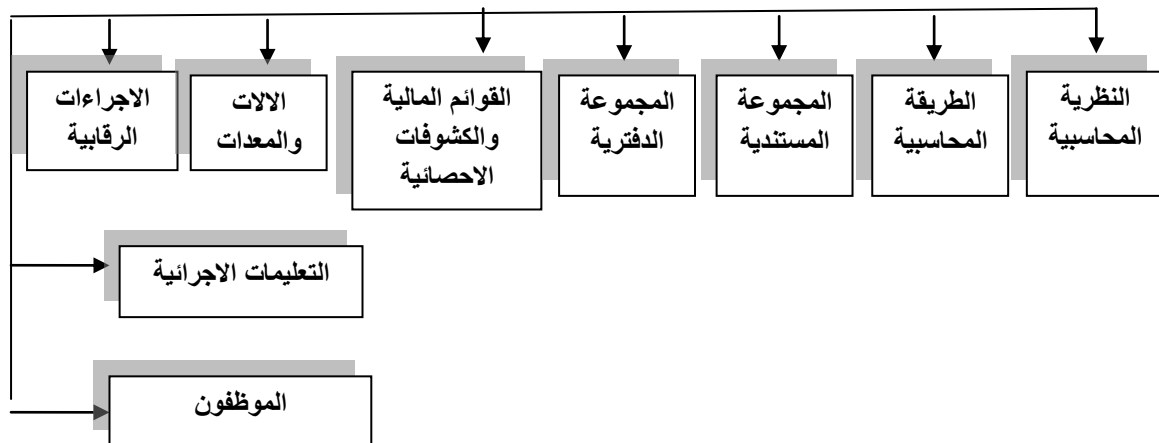 النظرية
المحاسبية
الطريقة
المحاسبية
المجموعة
المستندية
المجموعة
الدفترية
القوائم المالية
والكشوفات
الاحصائية
الالات
والمعدات
الاجراءات
الرقابية
التعليمات الاجرائية
الموظفون